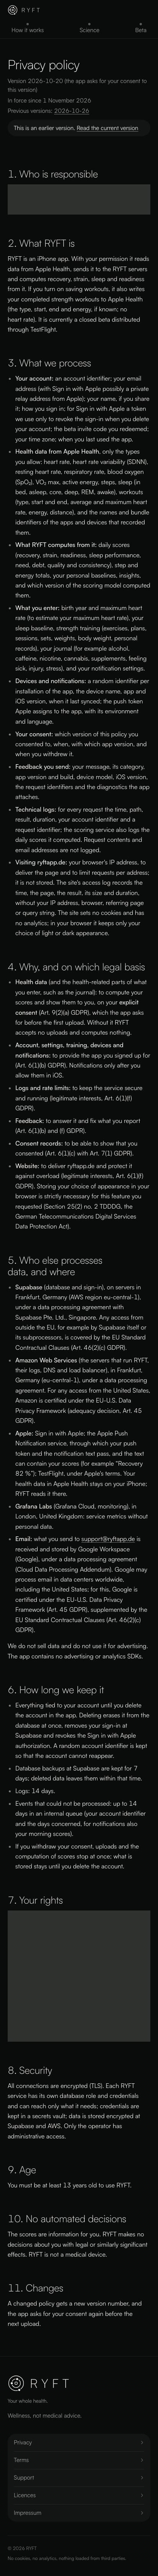 RYFT
How it works
Science
Beta
Privacy policy
Version 2026-10-20 (the app asks for your consent to
this version)
In force since 1 November 2026
Previous versions: 2026-10-26
This is an earlier version. Read the current version
1. Who is responsible
2. What RYFT is
RYFT is an iPhone app. With your permission it reads
data from Apple Health, sends it to the RYFT servers
and computes recovery, strain, sleep and readiness
from it. If you turn on saving workouts, it also writes
your completed strength workouts to Apple Health
(the type, start and end, energy and, if known,
heart rate). It is currently a closed beta distributed
through TestFlight.
3. What we process
Your account: an account identifier; your email
address (with Sign in with Apple possibly a private
relay address from Apple); your name, if you share
it; how you sign in; for Sign in with Apple a token
we use only to revoke the sign-in when you delete
your account; the beta invite code you redeemed;
your time zone; when you last used the app.
Health data from Apple Health, only the types
you allow: heart rate, heart rate variability (SDNN),
resting heart rate, respiratory rate, blood oxygen
(SpO₂), VO₂ max, active energy, steps, sleep (in
bed, asleep, core, deep, REM, awake), workouts
(type, start and end, average and maximum heart
rate, energy, distance), and the names and bundle
identifiers of the apps and devices that recorded
them.
What RYFT computes from it: daily scores
(recovery, strain, readiness, sleep performance,
need, debt, quality and consistency), step and
energy totals, your personal baselines, insights,
and which version of the scoring model computed
them.
What you enter: birth year and maximum heart
rate (to estimate your maximum heart rate), your
sleep baseline, strength training (exercises, plans,
sessions, sets, weights, body weight, personal
records), your journal (for example alcohol,
caffeine, nicotine, cannabis, supplements, feeling
sick, injury, stress), and your notification settings.
Devices and notifications: a random identifier per
installation of the app, the device name, app and
iOS version, when it last synced; the push token
Apple assigns to the app, with its environment
and language.
Your consent: which version of this policy you
consented to, when, with which app version, and
when you withdrew it.
Feedback you send: your message, its category,
app version and build, device model, iOS version,
the request identifiers and the diagnostics the app
attaches.
Technical logs: for every request the time, path,
result, duration, your account identifier and a
request identifier; the scoring service also logs the
daily scores it computed. Request contents and
email addresses are not logged.
Visiting ryftapp.de: your browser's IP address, to
deliver the page and to limit requests per address;
it is not stored. The site's access log records the
time, the page, the result, its size and duration,
without your IP address, browser, referring page
or query string. The site sets no cookies and has
no analytics; in your browser it keeps only your
choice of light or dark appearance.
4. Why, and on which legal basis
Health data (and the health-related parts of what
you enter, such as the journal): to compute your
scores and show them to you, on your explicit
consent (Art. 9(2)(a) GDPR), which the app asks
for before the first upload. Without it RYFT
accepts no uploads and computes nothing.
Account, settings, training, devices and
notifications: to provide the app you signed up for
(Art. 6(1)(b) GDPR). Notifications only after you
allow them in iOS.
Logs and rate limits: to keep the service secure
and running (legitimate interests, Art. 6(1)(f)
GDPR).
Feedback: to answer it and fix what you report
(Art. 6(1)(b) and (f) GDPR).
Consent records: to be able to show that you
consented (Art. 6(1)(c) with Art. 7(1) GDPR).
Website: to deliver ryftapp.de and protect it
against overload (legitimate interests, Art. 6(1)(f)
GDPR). Storing your choice of appearance in your
browser is strictly necessary for this feature you
requested (Section 25(2) no. 2 TDDDG, the
German Telecommunications Digital Services
Data Protection Act).
5. Who else processes
data, and where
Supabase (database and sign-in), on servers in
Frankfurt, Germany (AWS region eu-central-1),
under a data processing agreement with
Supabase Pte. Ltd., Singapore. Any access from
outside the EU, for example by Supabase itself or
its subprocessors, is covered by the EU Standard
Contractual Clauses (Art. 46(2)(c) GDPR).
Amazon Web Services (the servers that run RYFT,
their logs, DNS and load balancer), in Frankfurt,
Germany (eu-central-1), under a data processing
agreement. For any access from the United States,
Amazon is certified under the EU-U.S. Data
Privacy Framework (adequacy decision, Art. 45
GDPR).
Apple: Sign in with Apple; the Apple Push
Notification service, through which your push
token and the notification text pass, and the text
can contain your scores (for example "Recovery
82 %"); TestFlight, under Apple's terms. Your
health data in Apple Health stays on your iPhone;
RYFT reads it there.
Grafana Labs (Grafana Cloud, monitoring), in
London, United Kingdom: service metrics without
personal data.
Email: what you send to support@ryftapp.de is
received and stored by Google Workspace
(Google), under a data processing agreement
(Cloud Data Processing Addendum). Google may
process email in data centers worldwide,
including the United States; for this, Google is
certified under the EU-U.S. Data Privacy
Framework (Art. 45 GDPR), supplemented by the
EU Standard Contractual Clauses (Art. 46(2)(c)
GDPR).
We do not sell data and do not use it for advertising.
The app contains no advertising or analytics SDKs.
6. How long we keep it
Everything tied to your account until you delete
the account in the app. Deleting erases it from the
database at once, removes your sign-in at
Supabase and revokes the Sign in with Apple
authorization. A random account identifier is kept
so that the account cannot reappear.
Database backups at Supabase are kept for 7
days; deleted data leaves them within that time.
Logs: 14 days.
Events that could not be processed: up to 14
days in an internal queue (your account identifier
and the days concerned, for notifications also
your morning scores).
If you withdraw your consent, uploads and the
computation of scores stop at once; what is
stored stays until you delete the account.
7. Your rights
8. Security
All connections are encrypted (TLS). Each RYFT
service has its own database role and credentials
and can reach only what it needs; credentials are
kept in a secrets vault; data is stored encrypted at
Supabase and AWS. Only the operator has
administrative access.
9. Age
You must be at least 13 years old to use RYFT.
10. No automated decisions
The scores are information for you. RYFT makes no
decisions about you with legal or similarly significant
effects. RYFT is not a medical device.
11. Changes
A changed policy gets a new version number, and
the app asks for your consent again before the
next upload.
RYFT
Your whole health.
Wellness, not medical advice.
Privacy
Terms
Support
Licences
Impressum
© 2026 RYFT
No cookies, no analytics, nothing loaded from third parties.